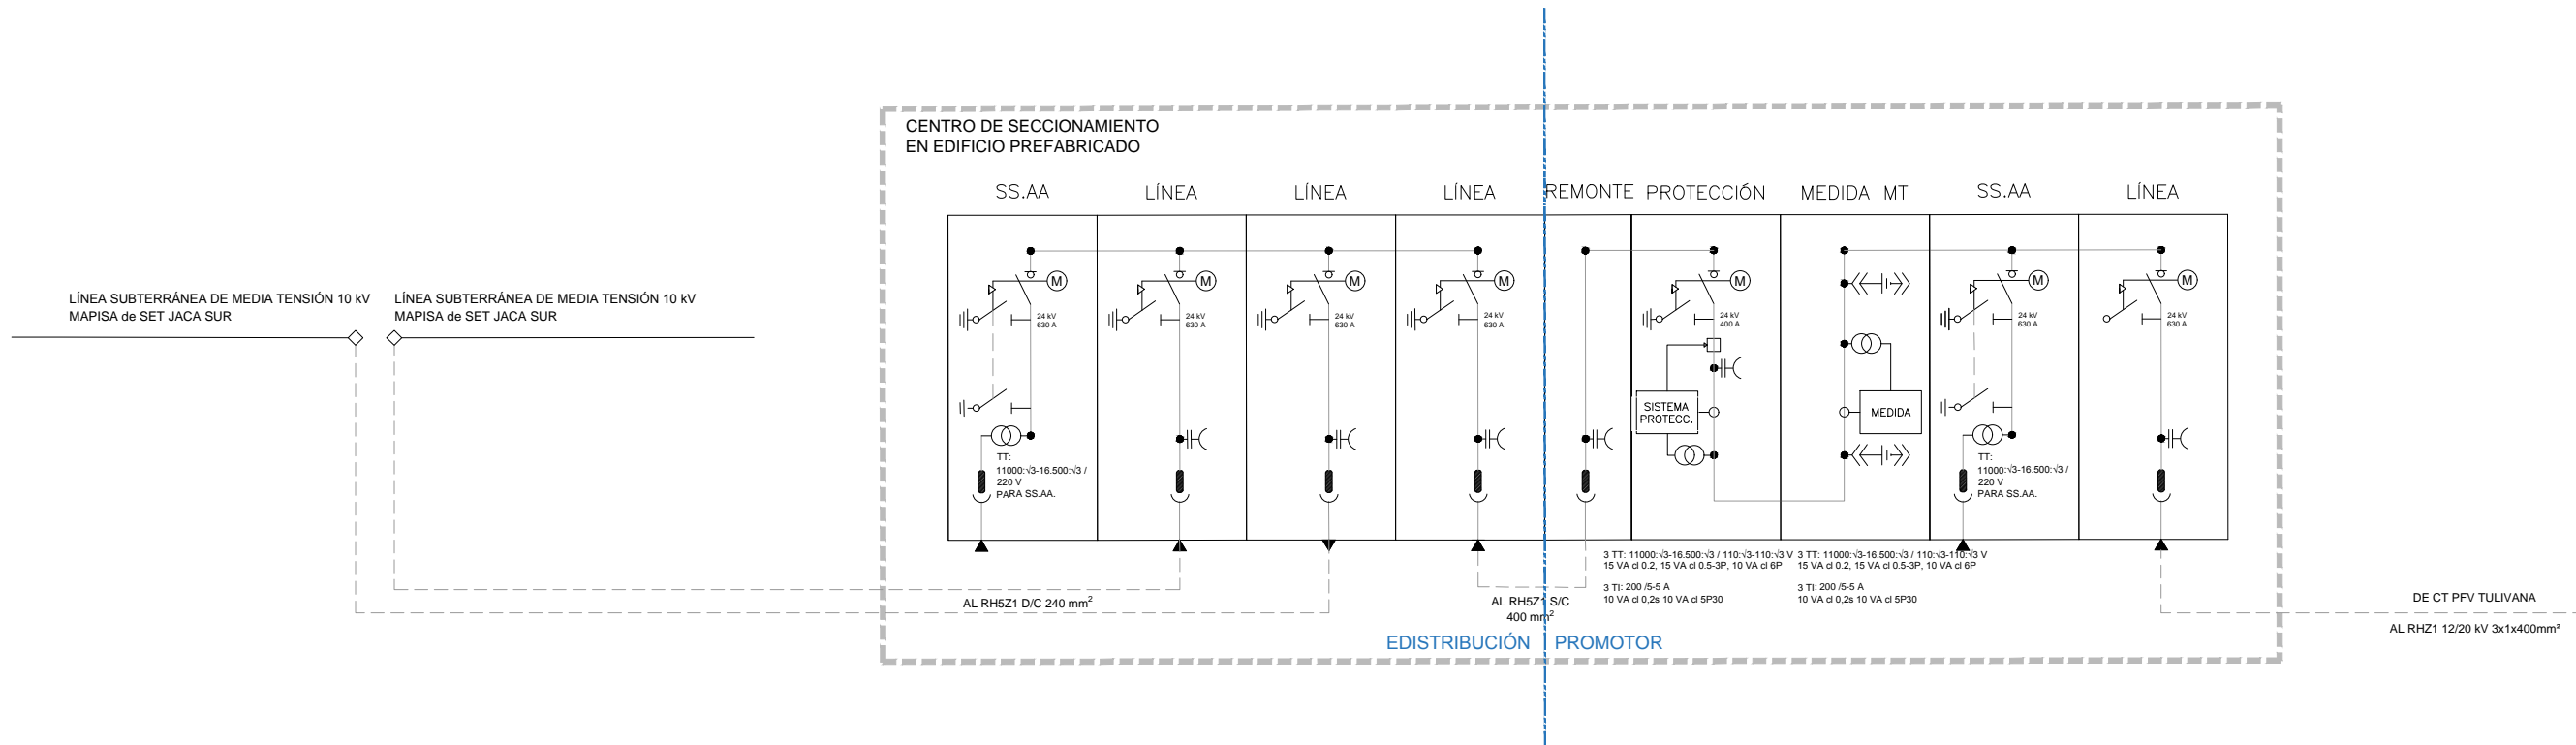 CENTRO DE SECCIONAMIENTO
EN EDIFICIO PREFABRICADO
SS.AA
LÍNEA
LÍNEA
LÍNEA
REMONTE
PROTECCIÓN
MEDIDA MT
SS.AA
LÍNEA
LÍNEA SUBTERRÁNEA DE MEDIA TENSIÓN 10 kV
MAPISA de SET JACA SUR
LÍNEA SUBTERRÁNEA DE MEDIA TENSIÓN 10 kV
MAPISA de SET JACA SUR
M
24 kV
630 A
M
24 kV
630 A
M
24 kV
630 A
M
24 kV
630 A
M
24 kV
400 A
M
24 kV
630 A
M
24 kV
630 A
SISTEMA
PROTECC.
MEDIDA
TT:
11000:√3-16.500:√3 /
220 V
PARA SS.AA.
TT:
11000:√3-16.500:√3 /
220 V
PARA SS.AA.
3 TT: 11000:√3-16.500:√3 / 110:√3-110:√3 V
15 VA cl 0.2, 15 VA cl 0.5-3P, 10 VA cl 6P
3 TI: 200 /5-5 A
10 VA cl 0,2s 10 VA cl 5P30
3 TT: 11000:√3-16.500:√3 / 110:√3-110:√3 V
15 VA cl 0.2, 15 VA cl 0.5-3P, 10 VA cl 6P
3 TI: 200 /5-5 A
10 VA cl 0,2s 10 VA cl 5P30
AL RH5Z1 D/C 240 mm²
AL RH5Z1 S/C
400 mm²
EDISTRIBUCIÓN
PROMOTOR
DE CT PFV TULIVANA
AL RHZ1 12/20 kV 3x1x400mm²